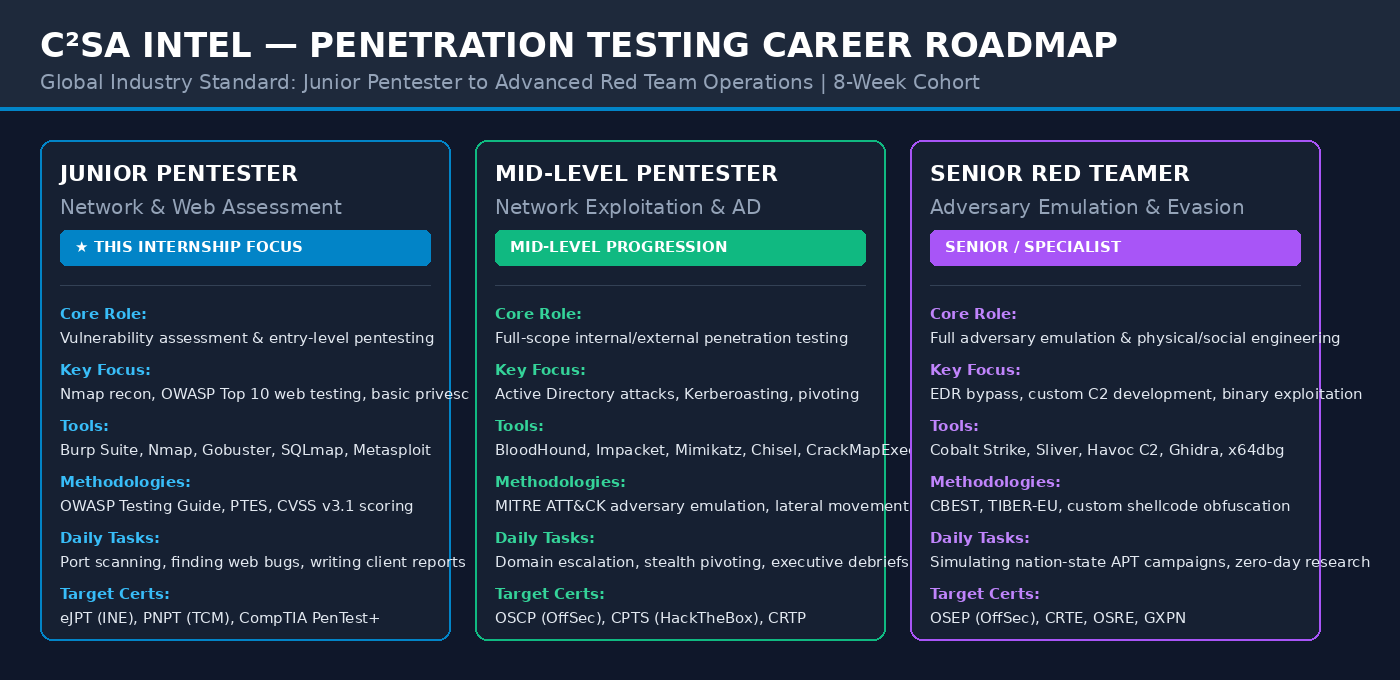 C²SA INTEL — PENETRATION TESTING CAREER ROADMAP
Global Industry Standard: Junior Pentester to Advanced Red Team Operations | 8-Week Cohort
JUNIOR PENTESTER
Network & Web Assessment
★ THIS INTERNSHIP FOCUS
Core Role:
Vulnerability assessment & entry-level pentesting
Key Focus:
Nmap recon, OWASP Top 10 web testing, basic privesc
Tools:
Burp Suite, Nmap, Gobuster, SQLmap, Metasploit
Methodologies:
OWASP Testing Guide, PTES, CVSS v3.1 scoring
Daily Tasks:
Port scanning, finding web bugs, writing client reports
Target Certs:
eJPT (INE), PNPT (TCM), CompTIA PenTest+
MID-LEVEL PENTESTER
Network Exploitation & AD
MID-LEVEL PROGRESSION
Core Role:
Full-scope internal/external penetration testing
Key Focus:
Active Directory attacks, Kerberoasting, pivoting
Tools:
BloodHound, Impacket, Mimikatz, Chisel, CrackMapExec
Methodologies:
MITRE ATT&CK adversary emulation, lateral movement
Daily Tasks:
Domain escalation, stealth pivoting, executive debriefs
Target Certs:
OSCP (OffSec), CPTS (HackTheBox), CRTP
SENIOR RED TEAMER
Adversary Emulation & Evasion
SENIOR / SPECIALIST
Core Role:
Full adversary emulation & physical/social engineering
Key Focus:
EDR bypass, custom C2 development, binary exploitation
Tools:
Cobalt Strike, Sliver, Havoc C2, Ghidra, x64dbg
Methodologies:
CBEST, TIBER-EU, custom shellcode obfuscation
Daily Tasks:
Simulating nation-state APT campaigns, zero-day research
Target Certs:
OSEP (OffSec), CRTE, OSRE, GXPN